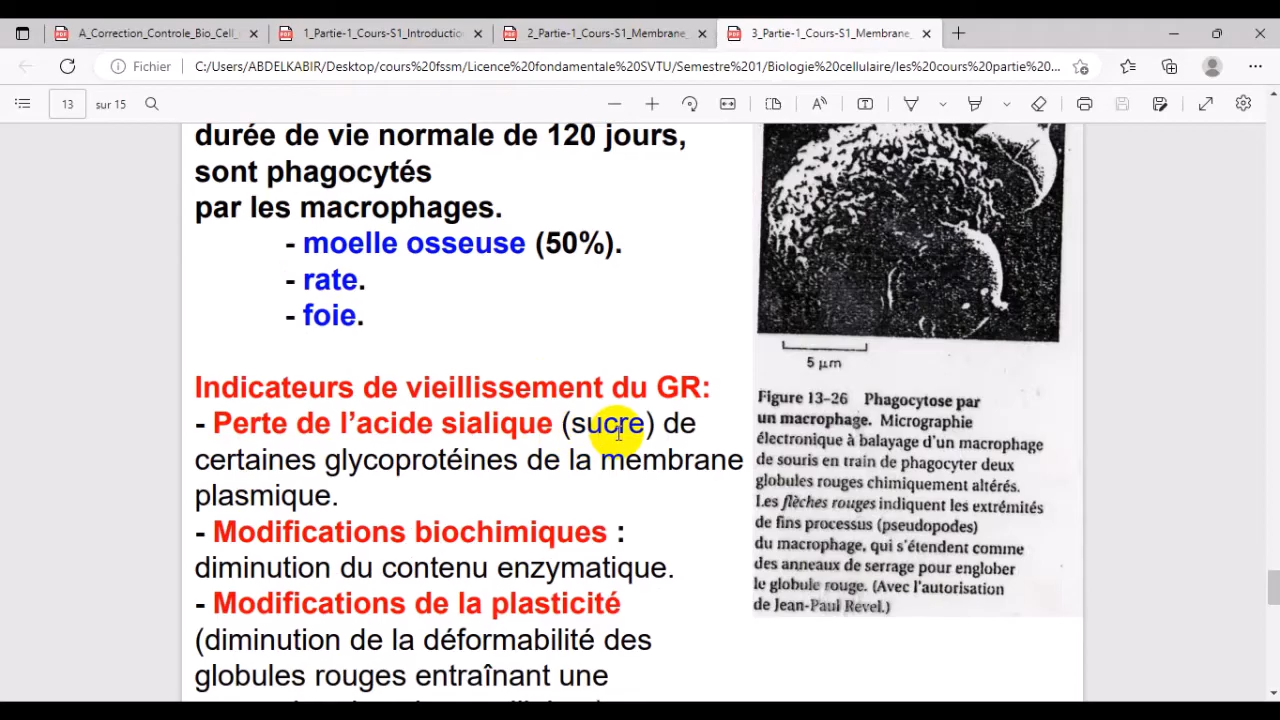 A_Correction_Controle_Bio_Cell_
1_Partie-1_Cours-S1_Introductio
2_Partie-1_Cours-S1_Membrane_
3_Partie-1_Cours-S1_Membrane_
Fichier
C:/Users/ABDELKABIR/Desktop/cours%20fssm/Licence%20fondamentale%20SVTU/Semestre%201/Biologie%20cellulaire/les%20cours%20partie%20...
13 sur 15
durée de vie normale de 120 jours,
sont phagocytés
par les macrophages.
- moelle osseuse (50%).
- rate.
- foie.
Indicateurs de vieillissement du GR:
- Perte de l’acide sialique (sucre) de
certaines glycoprotéines de la membrane
plasmique.
- Modifications biochimiques :
diminution du contenu enzymatique.
- Modifications de la plasticité
(diminution de la déformabilité des
globules rouges entraînant une
5 µm
Figure 13–26 Phagocytose par
un macrophage. Micrographie
électronique à balayage d'un macrophage
de souris en train de phagocyter deux
globules rouges chimiquement altérés.
Les flèches rouges indiquent les extrémités
de fins processus (pseudopodes)
du macrophage, qui s'étendent comme
des anneaux de serrage pour englober
le globule rouge. (Avec l'autorisation
de Jean-Paul Revel.)